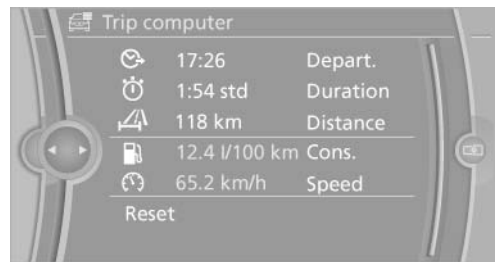 Trip computer
17:26 Depart.
1:54 std Duration
118 km Distance
12.4 l/100 km Cons.
65.2 km/h Speed
Reset